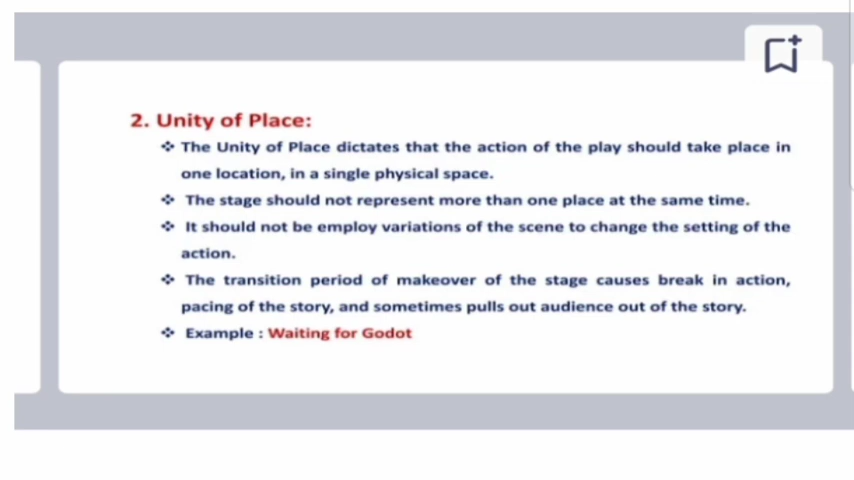 2. Unity of Place:
❖ The Unity of Place dictates that the action of the play should take place in
one location, in a single physical space.
❖ The stage should not represent more than one place at the same time.
❖ It should not be employ variations of the scene to change the setting of the
action.
❖ The transition period of makeover of the stage causes break in action,
pacing of the story, and sometimes pulls out audience out of the story.
❖ Example : Waiting for Godot